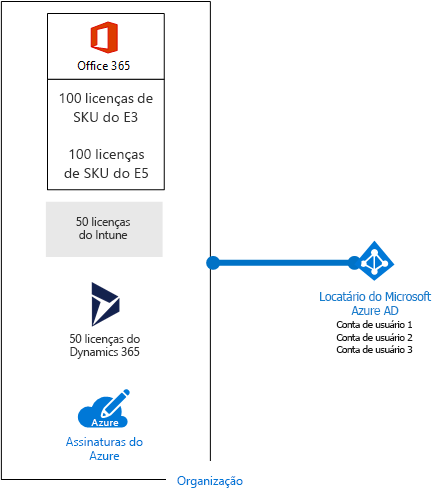 Office 365
100 licenças de
SKU do E3
100 licenças
de SKU do E5
50 licenças
do Intune
50 licenças do
Dynamics 365
Azure
Assinaturas do
Azure
Locatário do Microsoft
Azure AD
Conta de usuário 1
Conta de usuário 2
Conta de usuário 3
Organização